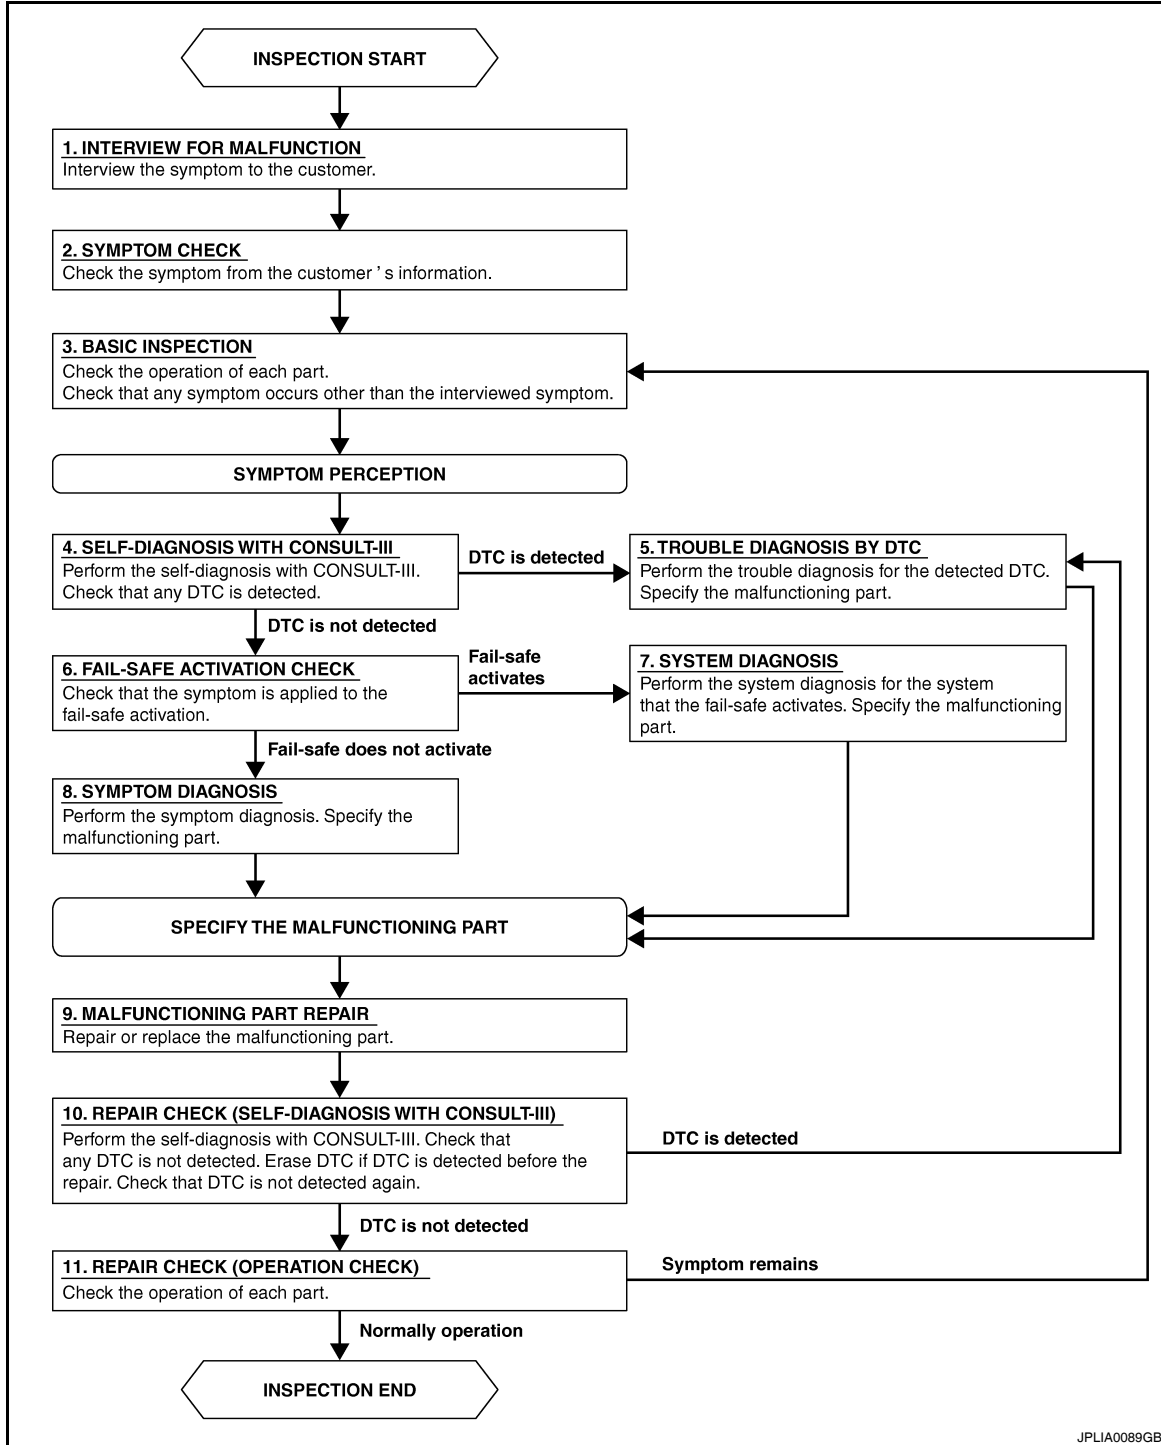 INSPECTION START
1. INTERVIEW FOR MALFUNCTION
Interview the symptom to the customer.
2. SYMPTOM CHECK
Check the symptom from the customer ’ s information.
3. BASIC INSPECTION
Check the operation of each part.
Check that any symptom occurs other than the interviewed symptom.
SYMPTOM PERCEPTION
4. SELF-DIAGNOSIS WITH CONSULT-III
Perform the self-diagnosis with CONSULT-III.
Check that any DTC is detected.
DTC is detected
5. TROUBLE DIAGNOSIS BY DTC
Perform the trouble diagnosis for the detected DTC.
Specify the malfunctioning part.
DTC is not detected
6. FAIL-SAFE ACTIVATION CHECK
Check that the symptom is applied to the
fail-safe activation.
Fail-safe
activates
7. SYSTEM DIAGNOSIS
Perform the system diagnosis for the system
that the fail-safe activates. Specify the malfunctioning
part.
Fail-safe does not activate
8. SYMPTOM DIAGNOSIS
Perform the symptom diagnosis. Specify the
malfunctioning part.
SPECIFY THE MALFUNCTIONING PART
9. MALFUNCTIONING PART REPAIR
Repair or replace the malfunctioning part.
10. REPAIR CHECK (SELF-DIAGNOSIS WITH CONSULT-III)
Perform the self-diagnosis with CONSULT-III. Check that
any DTC is not detected. Erase DTC if DTC is detected before the
repair. Check that DTC is not detected again.
DTC is detected
DTC is not detected
11. REPAIR CHECK (OPERATION CHECK)
Check the operation of each part.
Symptom remains
Normally operation
INSPECTION END
JPLIA0089GB